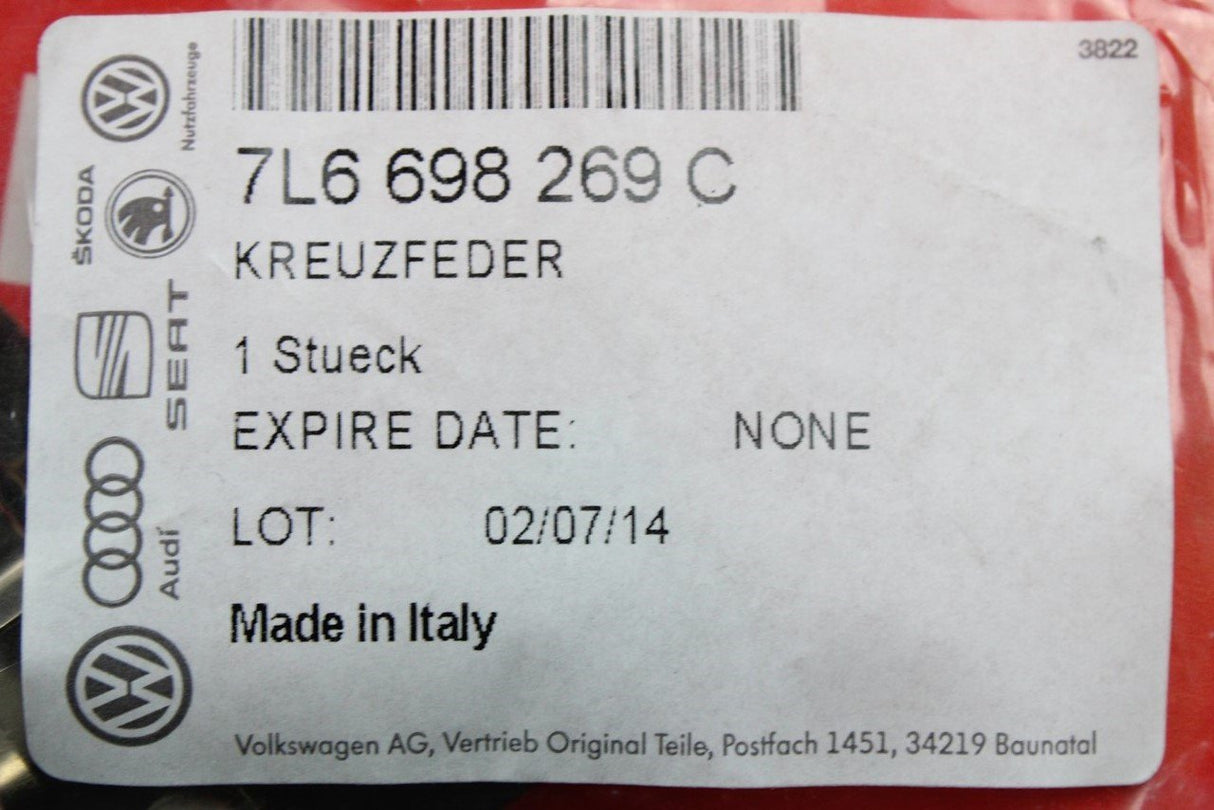 3822
Nutzfahrzeuge
7L6 698 269 C
ŠKODA
KREUZFEDER
SEAT
1 Stueck
EXPIRE DATE: NONE
Audi
LOT: 02/07/14
Made in Italy
Volkswagen AG, Vertrieb Original Teile, Postfach 1451, 34219 Baunatal